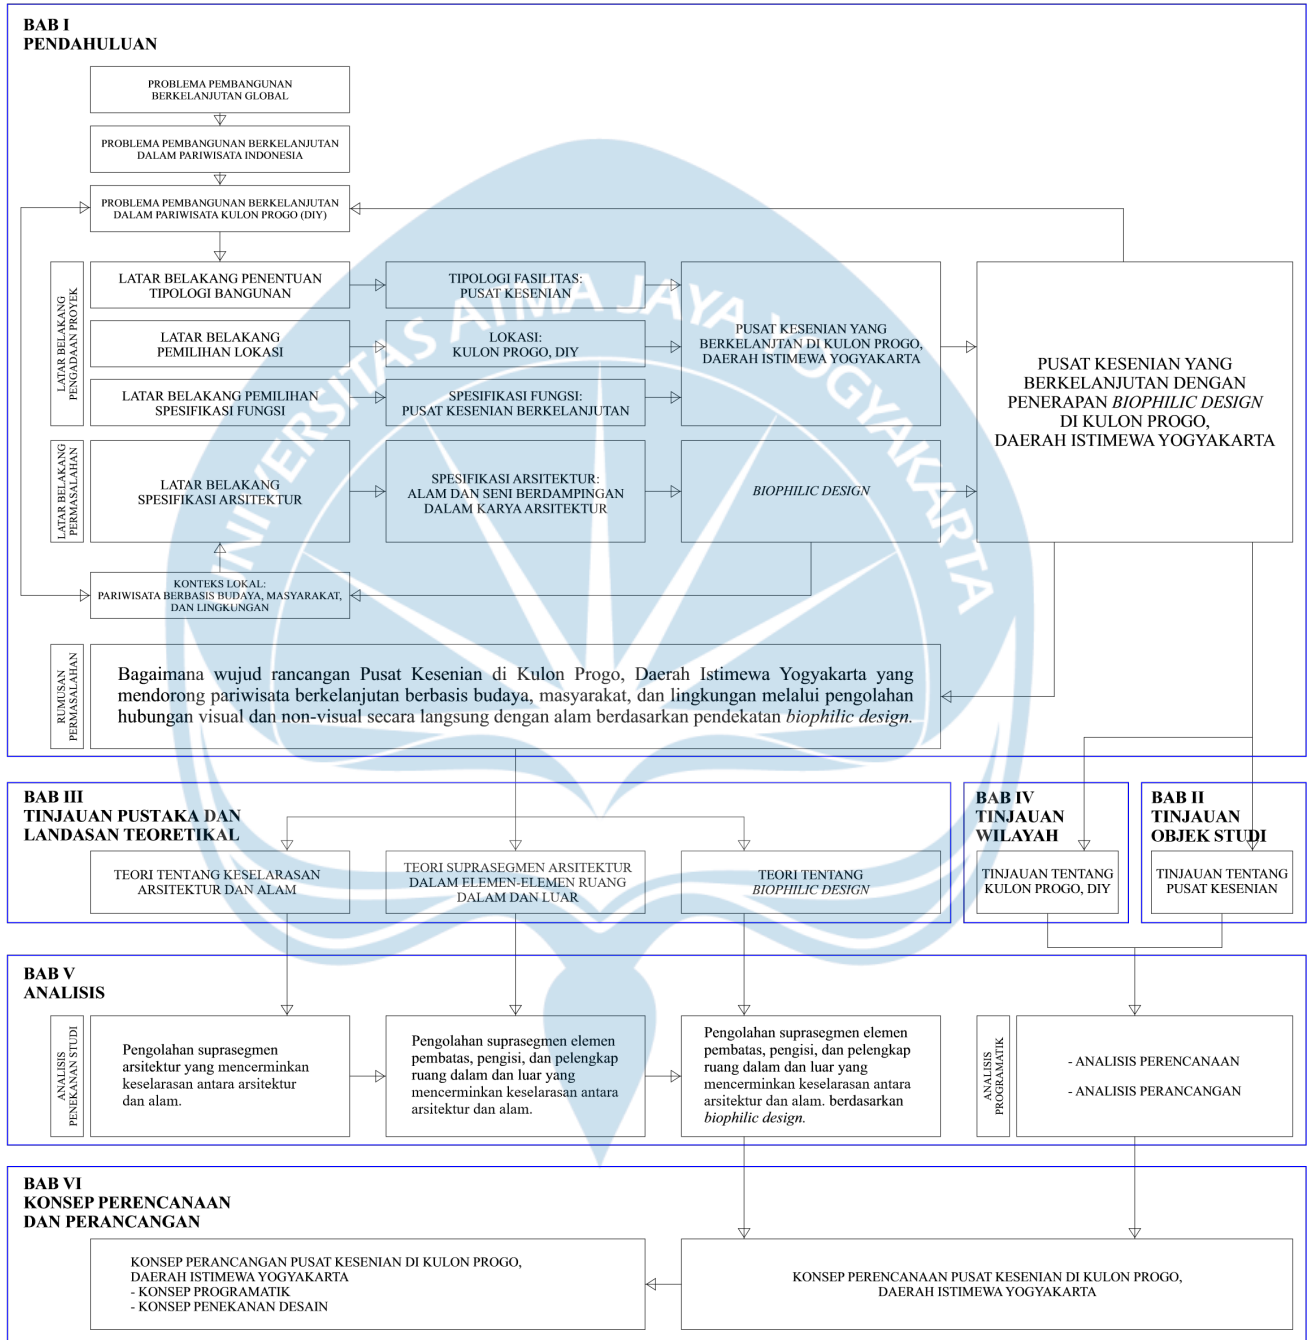 BAB I
PENDAHULUAN
PROBLEMA PEMBANGUNAN
BERKELANJUTAN GLOBAL
PROBLEMA PEMBANGUNAN BERKELANJUTAN
DALAM PARIWISATA INDONESIA
PROBLEMA PEMBANGUNAN BERKELANJUTAN
DALAM PARIWISATA KULON PROGO (DIY)
LATAR BELAKANG
PENGADAAN PROYEK
LATAR BELAKANG PENENTUAN
TIPOLOGI BANGUNAN
TIPOLOGI FASILITAS:
PUSAT KESENIAN
LATAR BELAKANG
PEMILIHAN LOKASI
LOKASI:
KULON PROGO, DIY
LATAR BELAKANG PEMILIHAN
SPESIFIKASI FUNGSI
SPESIFIKASI FUNGSI:
PUSAT KESENIAN BERKELANJUTAN
PUSAT KESENIAN YANG
BERKELANJTAN DI KULON PROGO,
DAERAH ISTIMEWA YOGYAKARTA
PUSAT KESENIAN YANG
BERKELANJUTAN DENGAN
PENERAPAN BIOPHILIC DESIGN
DI KULON PROGO,
DAERAH ISTIMEWA YOGYAKARTA
LATAR BELAKANG
PERMASALAHAN
LATAR BELAKANG
SPESIFIKASI ARSITEKTUR
SPESIFIKASI ARSITEKTUR:
ALAM DAN SENI BERDAMPINGAN
DALAM KARYA ARSITEKTUR
BIOPHILIC DESIGN
KONTEKS LOKAL:
PARIWISATA BERBASIS BUDAYA, MASYARAKAT,
DAN LINGKUNGAN
RUMUSAN
PERMASALAHAN
Bagaimana wujud rancangan Pusat Kesenian di Kulon Progo, Daerah Istimewa Yogyakarta yang
mendorong pariwisata berkelanjutan berbasis budaya, masyarakat, dan lingkungan melalui pengolahan
hubungan visual dan non-visual secara langsung dengan alam berdasarkan pendekatan biophilic design.
BAB III
TINJAUAN PUSTAKA DAN
LANDASAN TEORETIKAL
TEORI TENTANG KESELARASAN
ARSITEKTUR DAN ALAM
TEORI SUPRASEGMEN ARSITEKTUR
DALAM ELEMEN-ELEMEN RUANG
DALAM DAN LUAR
TEORI TENTANG
BIOPHILIC DESIGN
BAB IV
TINJAUAN
WILAYAH
TINJAUAN TENTANG
KULON PROGO, DIY
BAB II
TINJAUAN
OBJEK STUDI
TINJAUAN TENTANG
PUSAT KESENIAN
BAB V
ANALISIS
ANALISIS
PENEKANAN STUDI
Pengolahan suprasegmen
arsitektur yang mencerminkan
keselarasan antara arsitektur
dan alam.
Pengolahan suprasegmen elemen
pembatas, pengisi, dan pelengkap
ruang dalam dan luar yang
mencerminkan keselarasan antara
arsitektur dan alam.
Pengolahan suprasegmen elemen
pembatas, pengisi, dan pelengkap
ruang dalam dan luar yang
mencerminkan keselarasan antara
arsitektur dan alam. berdasarkan
biophilic design.
ANALISIS
PROGRAMATIK
- ANALISIS PERENCANAAN
- ANALISIS PERANCANGAN
BAB VI
KONSEP PERENCANAAN
DAN PERANCANGAN
KONSEP PERANCANGAN PUSAT KESENIAN DI KULON PROGO,
DAERAH ISTIMEWA YOGYAKARTA
- KONSEP PROGRAMATIK
- KONSEP PENEKANAN DESAIN
KONSEP PERENCANAAN PUSAT KESENIAN DI KULON PROGO,
DAERAH ISTIMEWA YOGYAKARTA
UNIVERSITAS ATMA JAYA YOGYAKARTA